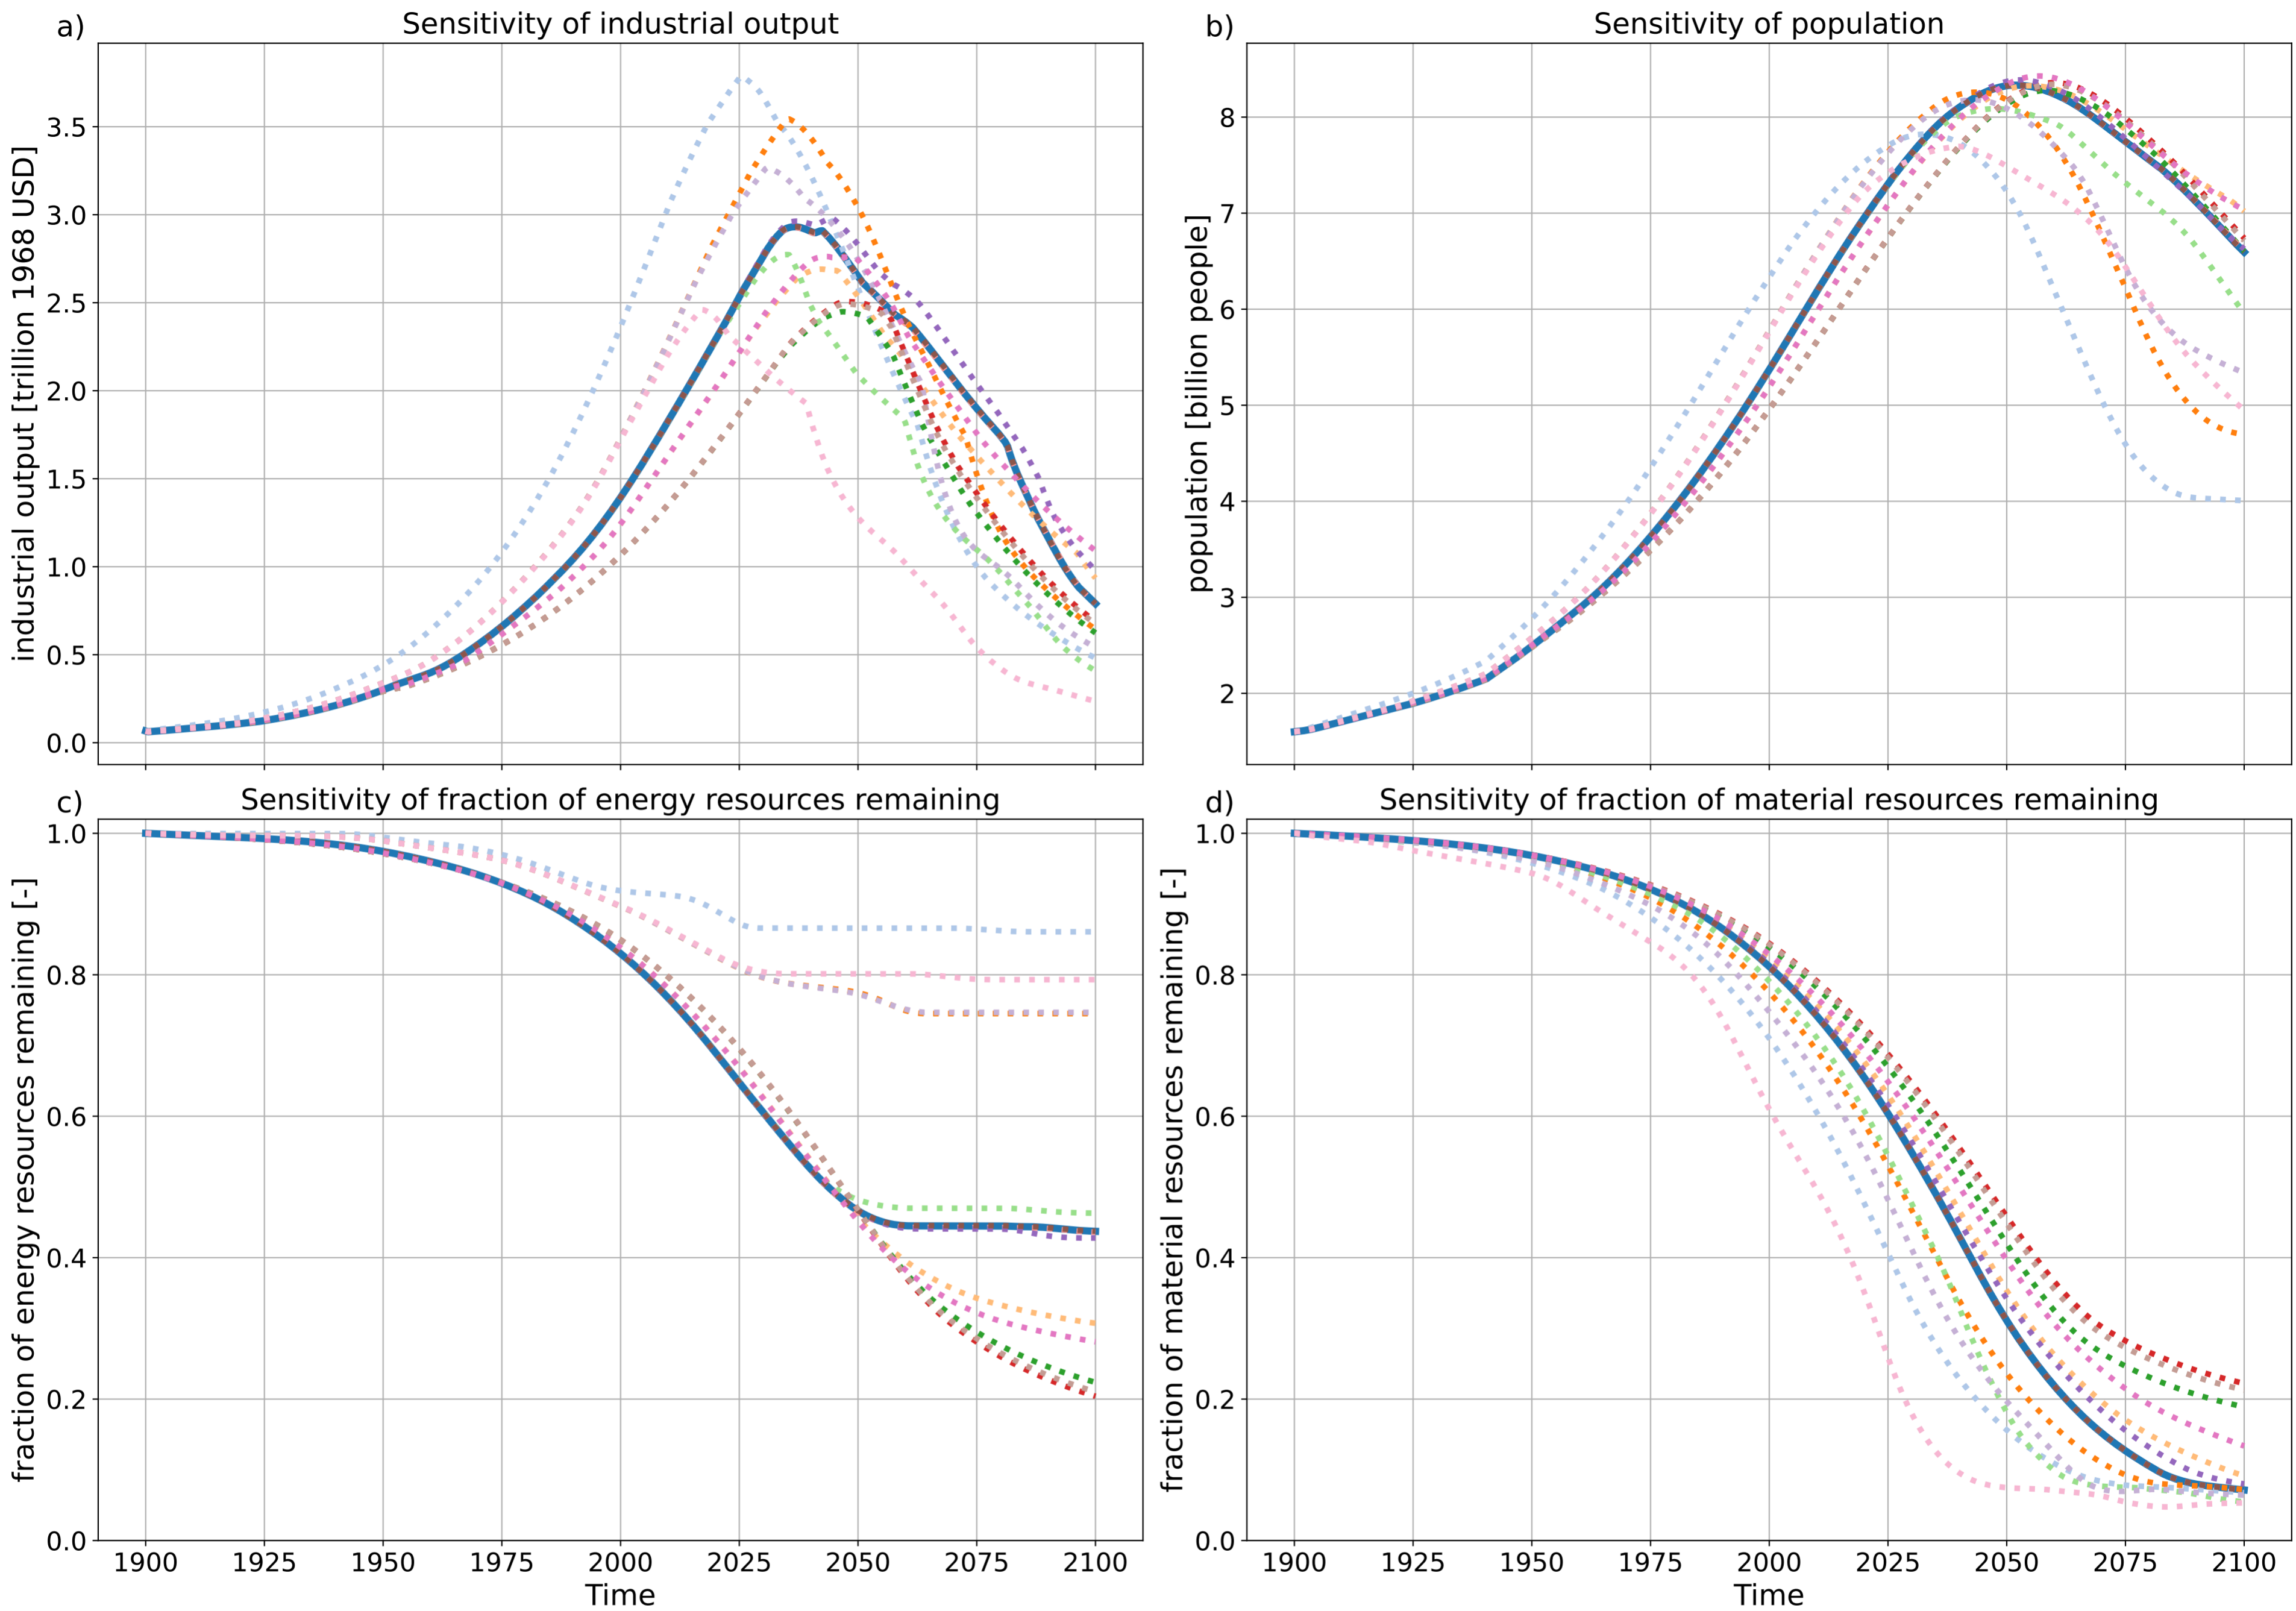 a)
Sensitivity of industrial output
industrial output [trillion 1968 USD]
3.5
3.0
2.5
2.0
1.5
1.0
0.5
0.0
b)
Sensitivity of population
population [billion people]
8
7
6
5
4
3
2
c)
Sensitivity of fraction of energy resources remaining
fraction of energy resources remaining [-]
1.0
0.8
0.6
0.4
0.2
0.0
1900 1925 1950 1975 2000 2025 2050 2075 2100
Time
d)
Sensitivity of fraction of material resources remaining
fraction of material resources remaining [-]
1.0
0.8
0.6
0.4
0.2
0.0
1900 1925 1950 1975 2000 2025 2050 2075 2100
Time